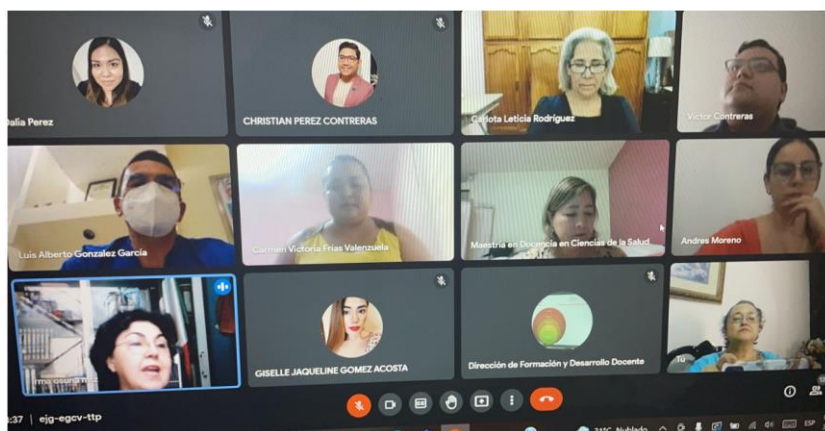 Dalia Perez
CHRISTIAN PEREZ CONTRERAS
Carlota Leticia Rodríguez
Victor Contreras
Luis Alberto Gonzalez García
Carmen Victoria Frías Valenzuela
Maestría en Docencia en Ciencias de la Salud
Andres Moreno
GISELLE JAQUELINE GOMEZ ACOSTA
Dirección de Formación y Desarrollo Docente
Tú
:37 | ejg-egcv-ttp
31°C Nublado
ESP